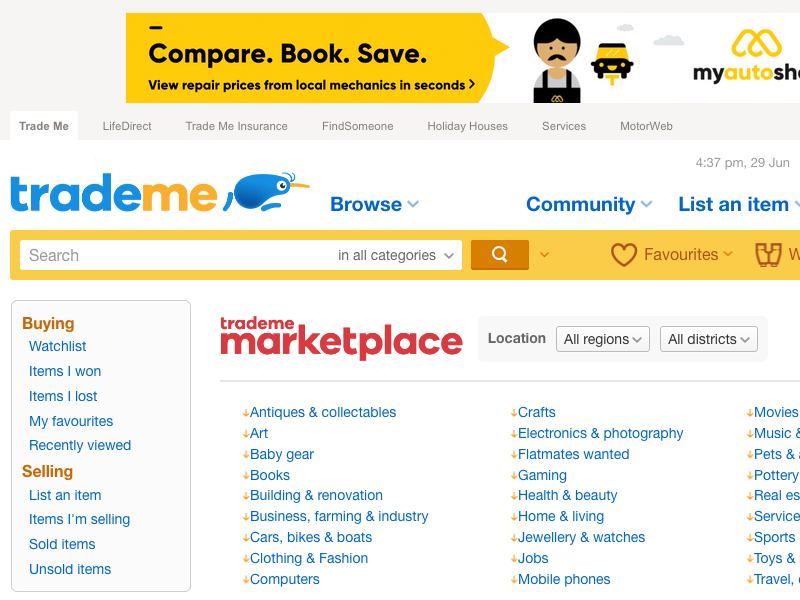 Compare. Book. Save.
View repair prices from local mechanics in seconds
myautosh
Trade Me LifeDirect Trade Me Insurance FindSomeone Holiday Houses Services MotorWeb
4:37 pm, 29 Jun
trademe
Browse Community List an item
Search in all categories Favourites W
Buying
Watchlist
Items I won
Items I lost
My favourites
Recently viewed
Selling
List an item
Items I'm selling
Sold items
Unsold items
trademe
marketplace
Location All regions All districts
Antiques & collectables
Art
Baby gear
Books
Building & renovation
Business, farming & industry
Cars, bikes & boats
Clothing & Fashion
Computers
Crafts
Electronics & photography
Flatmates wanted
Gaming
Health & beauty
Home & living
Jewellery & watches
Jobs
Mobile phones
Movies
Music &
Pets &
Pottery
Real es
Service
Sports
Toys &
Travel,